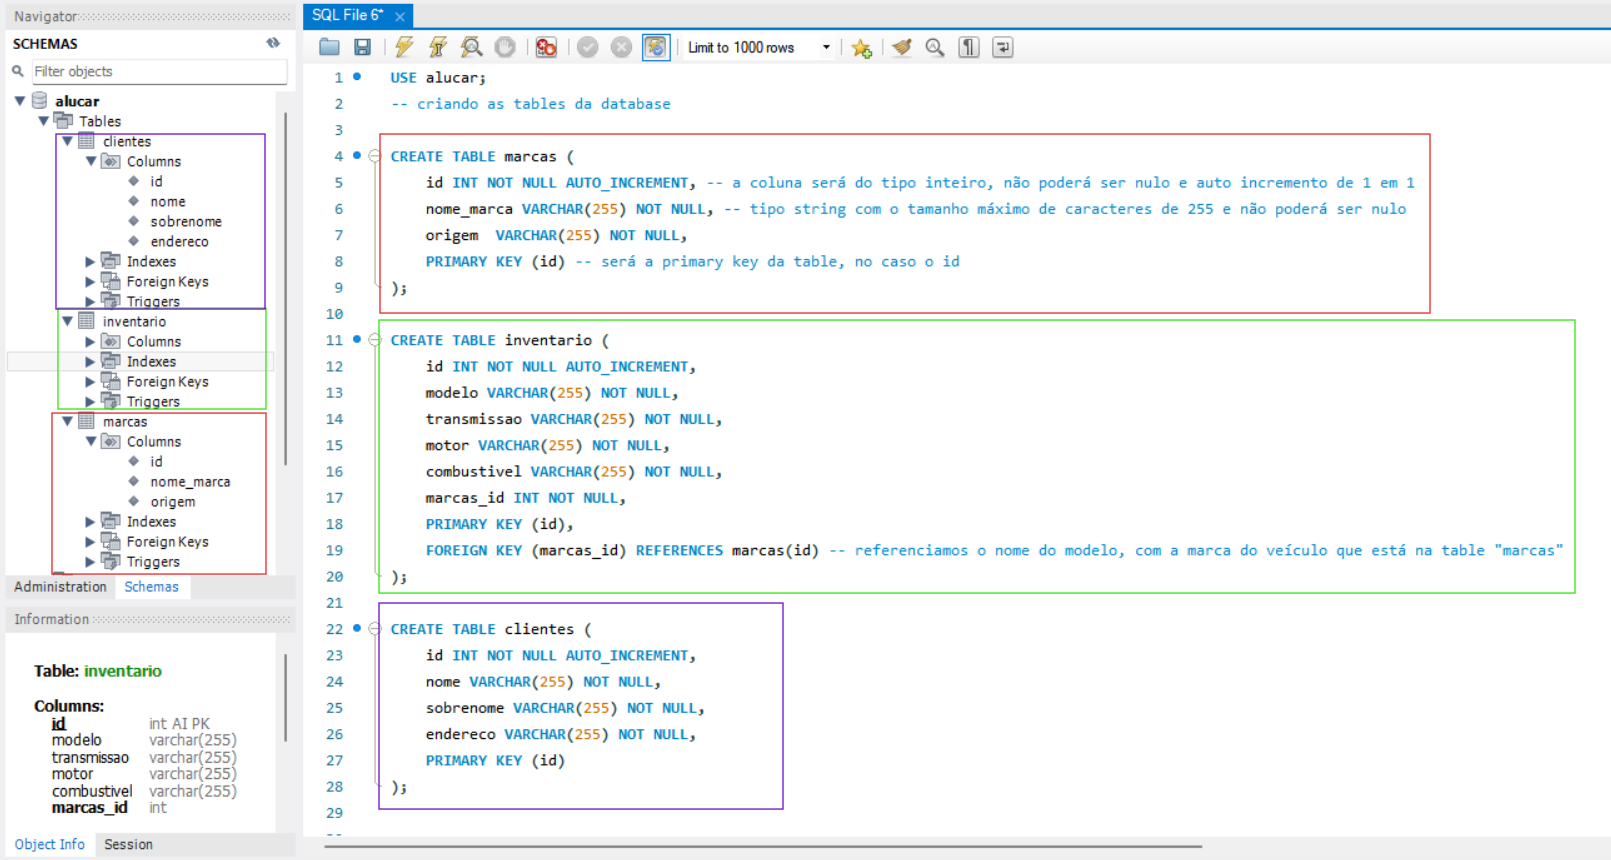 Navigator
SCHEMAS
Filter objects
alucar
Tables
clientes
Columns
id
nome
sobrenome
endereco
Indexes
Foreign Keys
Triggers
inventario
Columns
Indexes
Foreign Keys
Triggers
marcas
Columns
id
nome_marca
origem
Indexes
Foreign Keys
Triggers
Administration Schemas
Information
Table: inventario
Columns:
id int AI PK
modelo varchar(255)
transmissao varchar(255)
motor varchar(255)
combustivel varchar(255)
marcas_id int
Object Info Session
SQL File 6*
Limit to 1000 rows
1 USE alucar;
2 -- criando as tables da database
3
4 CREATE TABLE marcas (
5 id INT NOT NULL AUTO_INCREMENT, -- a coluna será do tipo inteiro, não poderá ser nulo e auto incremento de 1 em 1
6 nome_marca VARCHAR(255) NOT NULL, -- tipo string com o tamanho máximo de caracteres de 255 e não poderá ser nulo
7 origem VARCHAR(255) NOT NULL,
8 PRIMARY KEY (id) -- será a primary key da table, no caso o id
9 );
10
11 CREATE TABLE inventario (
12 id INT NOT NULL AUTO_INCREMENT,
13 modelo VARCHAR(255) NOT NULL,
14 transmissao VARCHAR(255) NOT NULL,
15 motor VARCHAR(255) NOT NULL,
16 combustivel VARCHAR(255) NOT NULL,
17 marcas_id INT NOT NULL,
18 PRIMARY KEY (id),
19 FOREIGN KEY (marcas_id) REFERENCES marcas(id) -- referenciamos o nome do modelo, com a marca do veículo que está na table "marcas"
20 );
21
22 CREATE TABLE clientes (
23 id INT NOT NULL AUTO_INCREMENT,
24 nome VARCHAR(255) NOT NULL,
25 sobrenome VARCHAR(255) NOT NULL,
26 endereco VARCHAR(255) NOT NULL,
27 PRIMARY KEY (id)
28 );
29